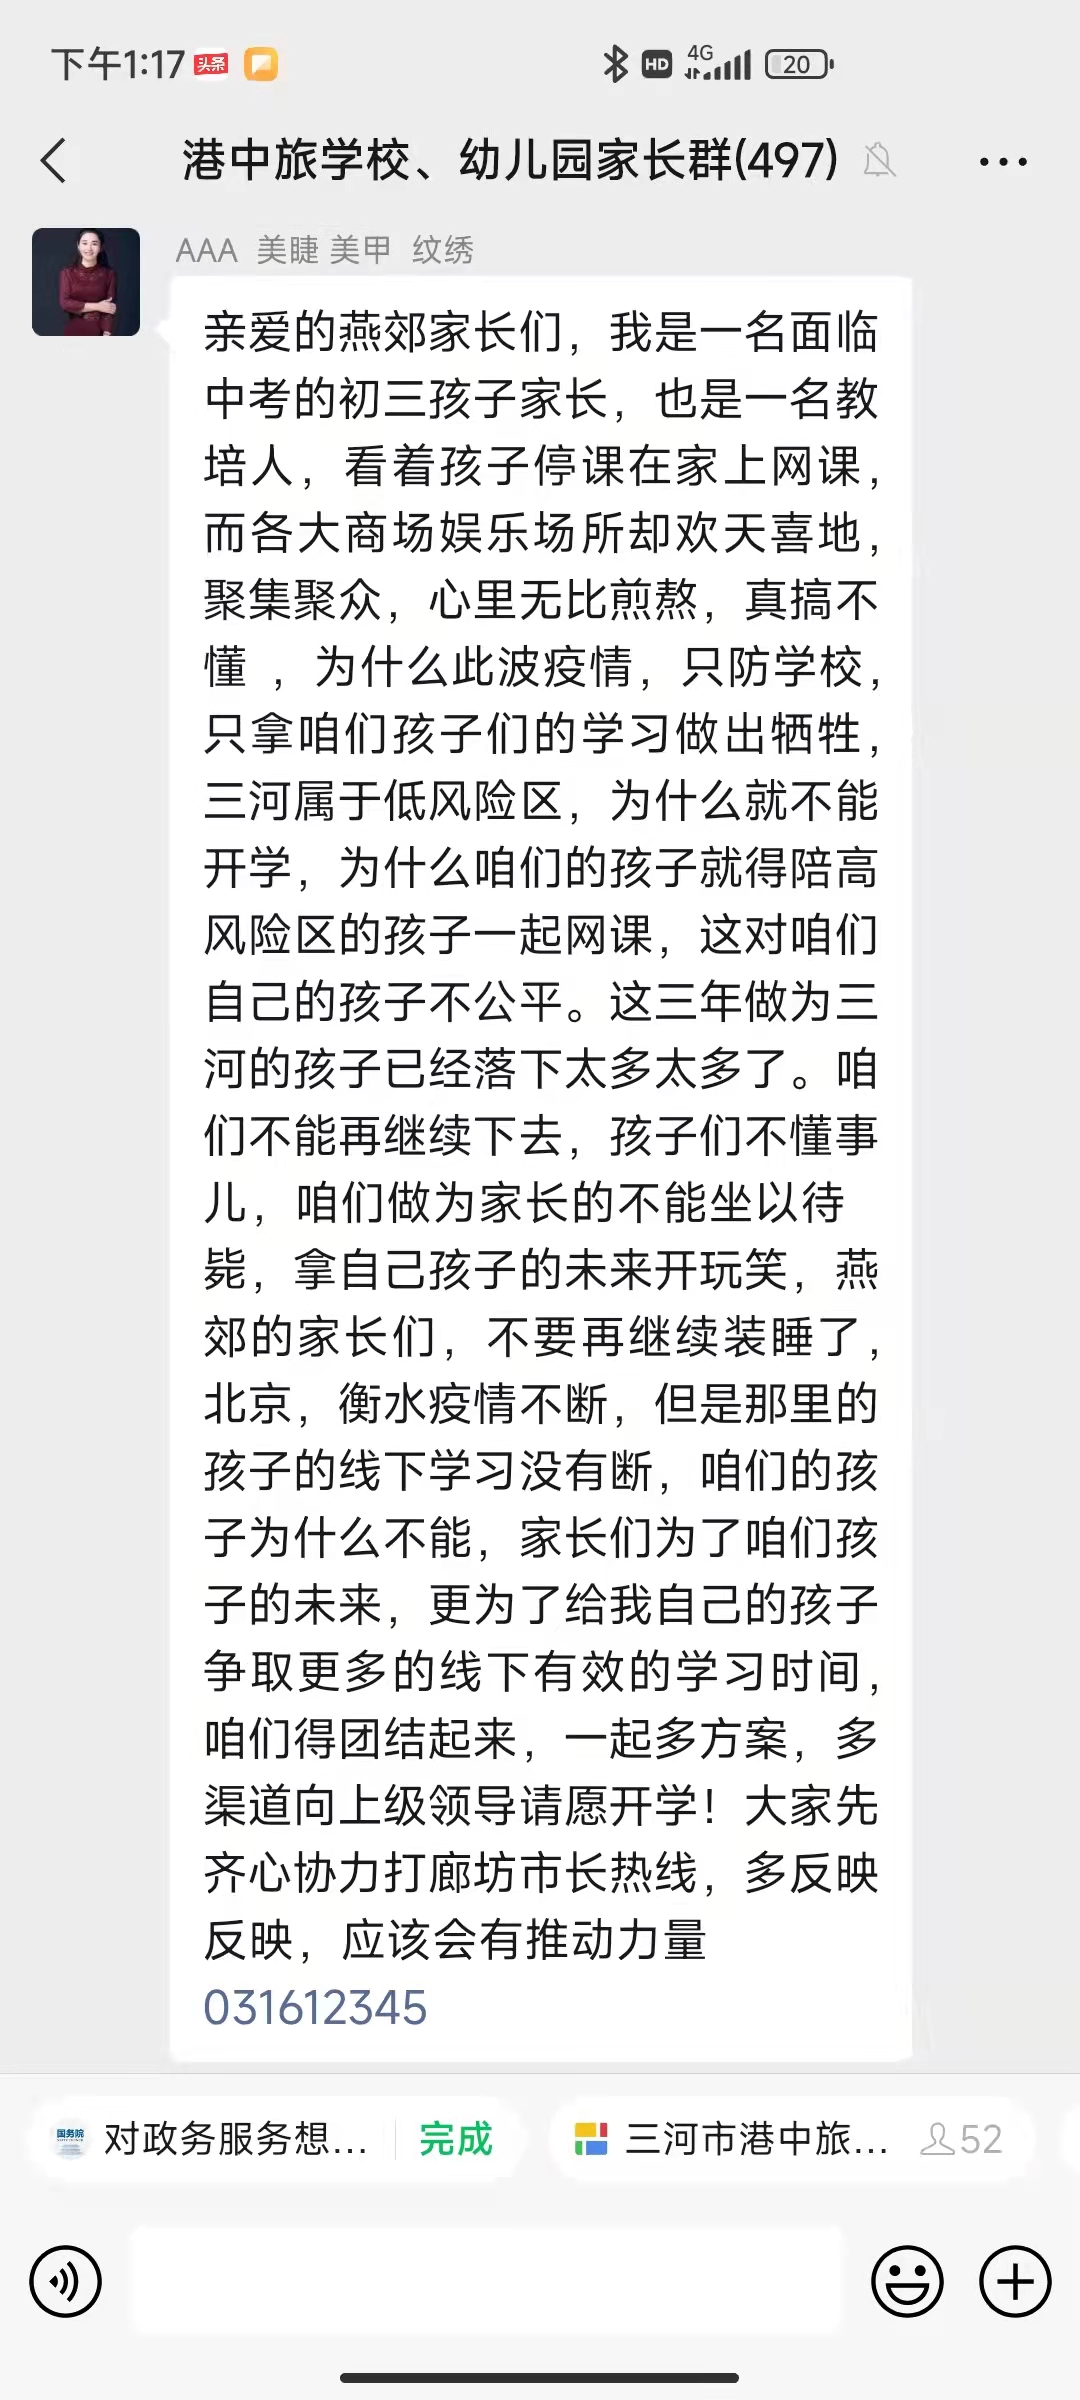 下午1:17 头条 HD 4G 20
港中旅学校、幼儿园家长群(497)
AAA 美睫 美甲 纹绣
亲爱的燕郊家长们，我是一名面临
中考的初三孩子家长，也是一名教
培人，看着孩子停课在家上网课，
而各大商场娱乐场所却欢天喜地，
聚集聚众，心里无比煎熬，真搞不
懂 ，为什么此波疫情，只防学校，
只拿咱们孩子们的学习做出牺牲，
三河属于低风险区，为什么就不能
开学，为什么咱们的孩子就得陪高
风险区的孩子一起网课，这对咱们
自己的孩子不公平。这三年做为三
河的孩子已经落下太多太多了。咱
们不能再继续下去，孩子们不懂事
儿，咱们做为家长的不能坐以待
毙，拿自己孩子的未来开玩笑，燕
郊的家长们，不要再继续装睡了，
北京，衡水疫情不断，但是那里的
孩子的线下学习没有断，咱们的孩
子为什么不能，家长们为了咱们孩
子的未来，更为了给我自己的孩子
争取更多的线下有效的学习时间，
咱们得团结起来，一起多方案，多
渠道向上级领导请愿开学！大家先
齐心协力打廊坊市长热线，多反映
反映，应该会有推动力量
031612345
国务院 对政务服务想... 完成 三河市港中旅... 52